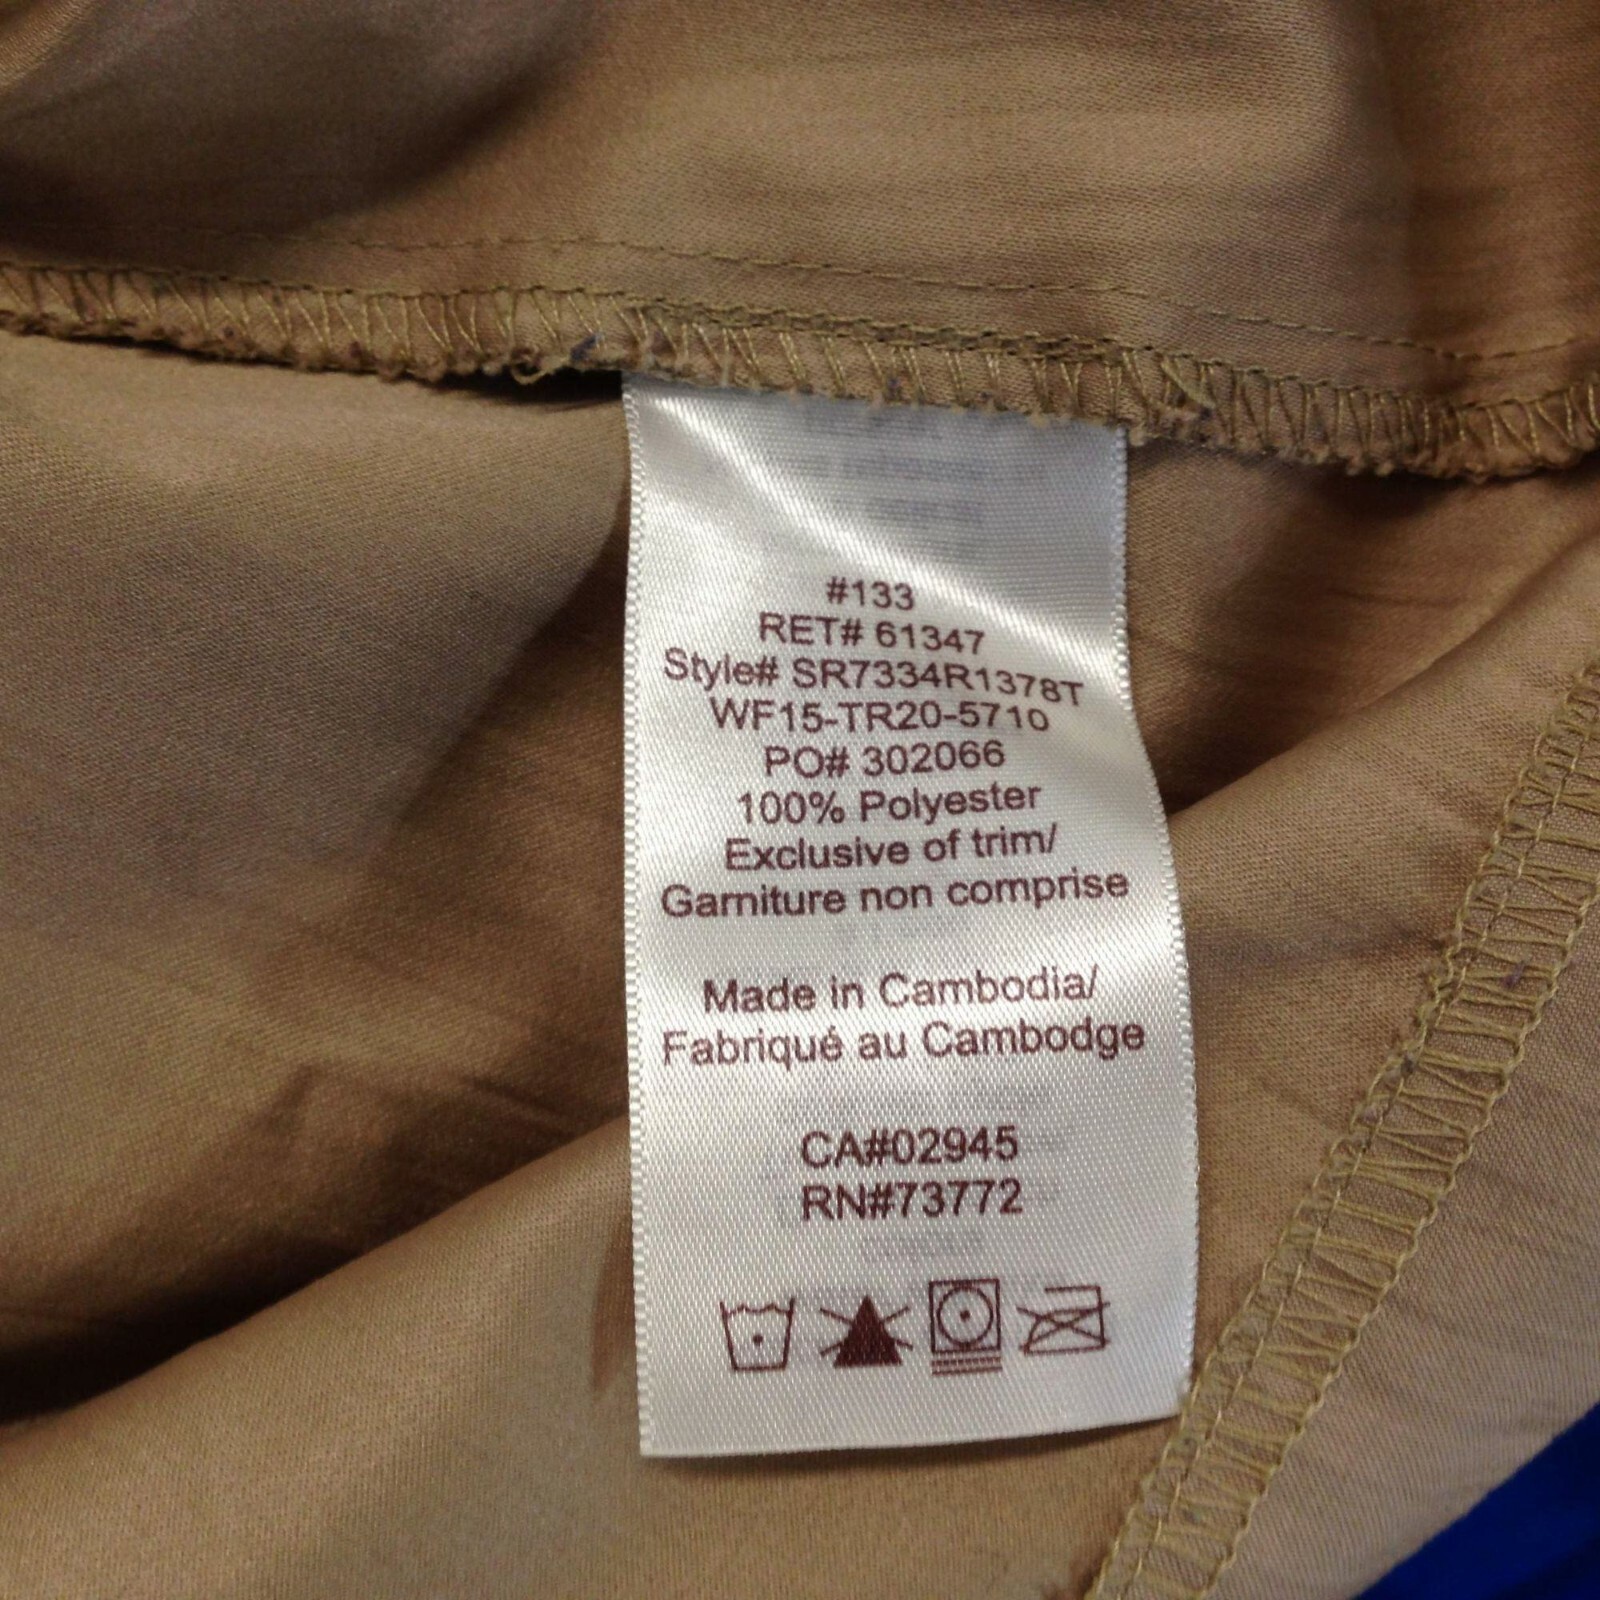 #133
RET# 61347
Style# SR7334R1378T
WF15-TR20-5710
PO# 302066
100% Polyester
Exclusive of trim/
Garniture non comprise
Made in Cambodia/
Fabriqué au Cambodge
CA#02945
RN#73772